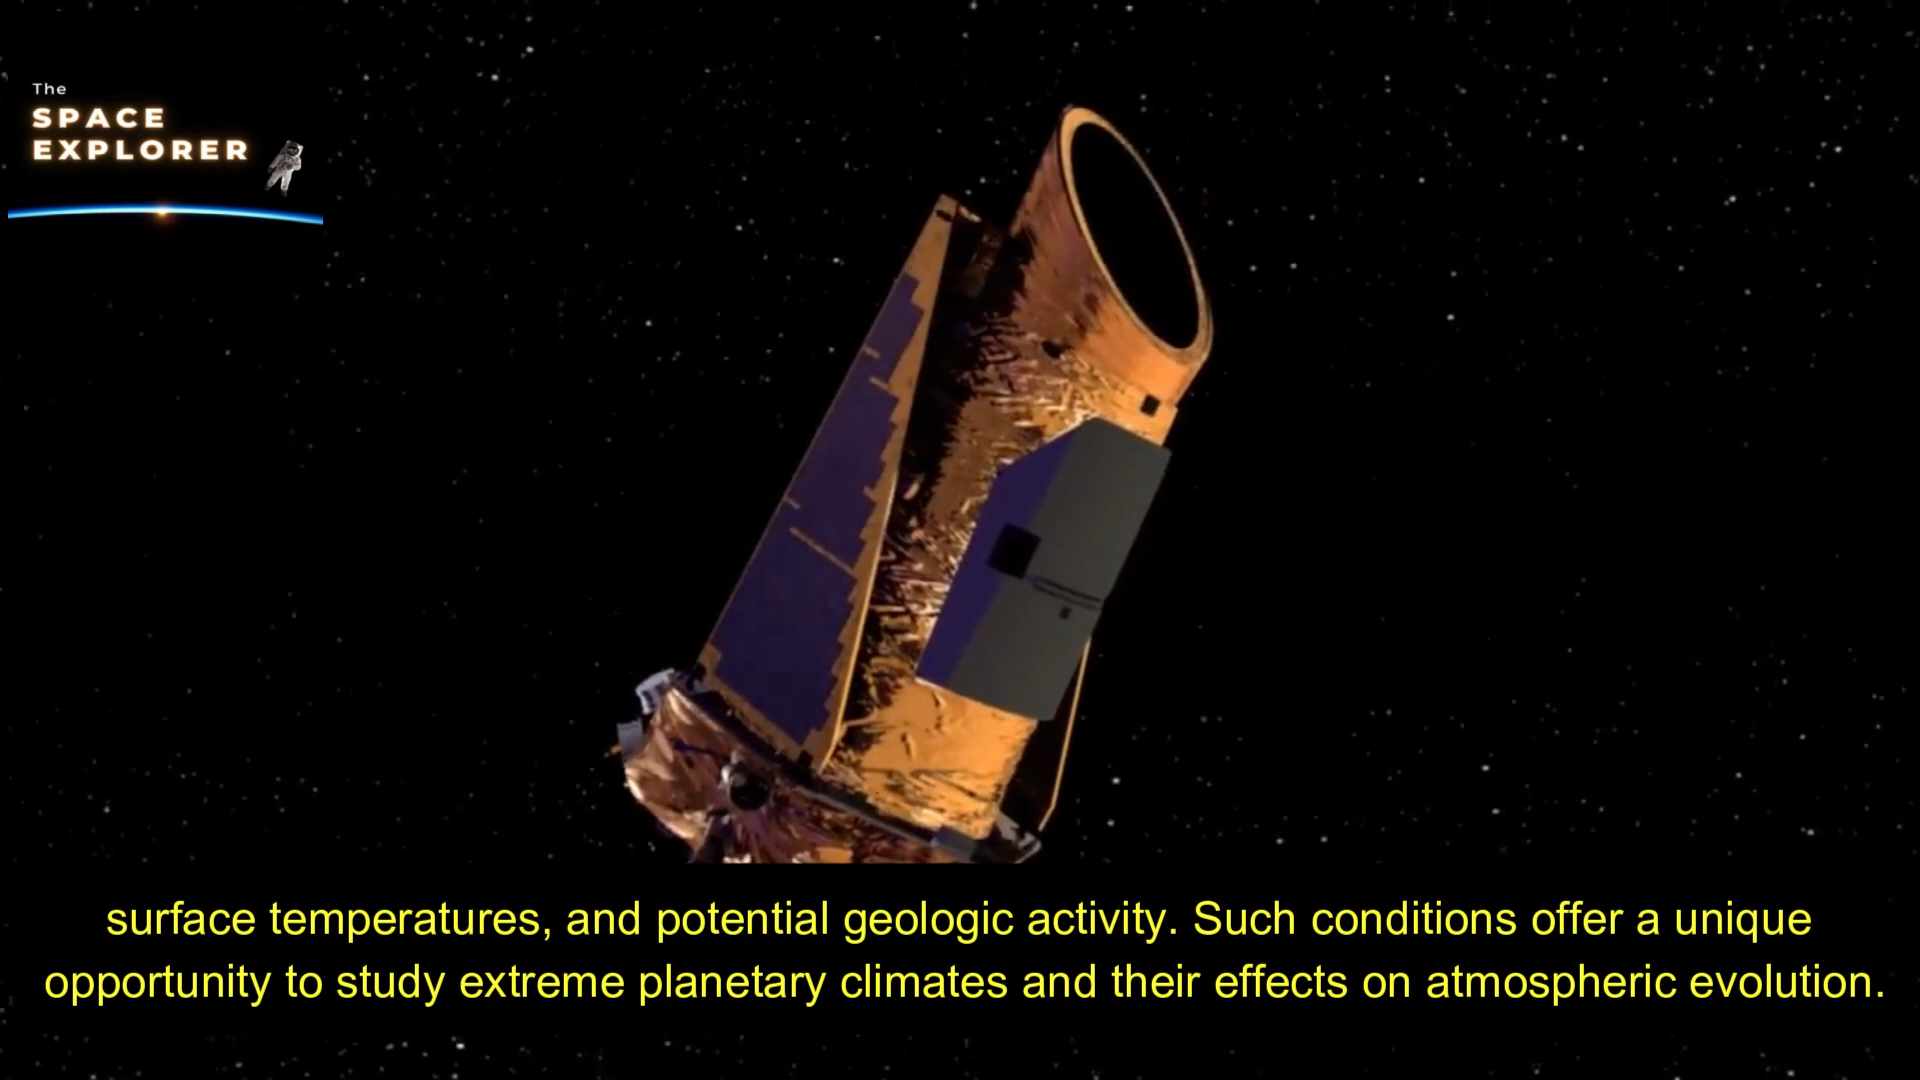 The
SPACE
EXPLORER
surface temperatures, and potential geologic activity. Such conditions offer a unique
opportunity to study extreme planetary climates and their effects on atmospheric evolution.